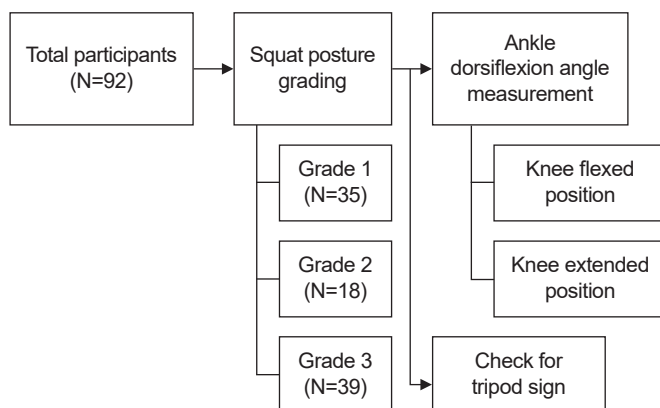 Total participants
(N=92)
Squat posture
grading
Grade 1
(N=35)
Grade 2
(N=18)
Grade 3
(N=39)
Ankle
dorsiflexion angle
measurement
Knee flexed
position
Knee extended
position
Check for
tripod sign